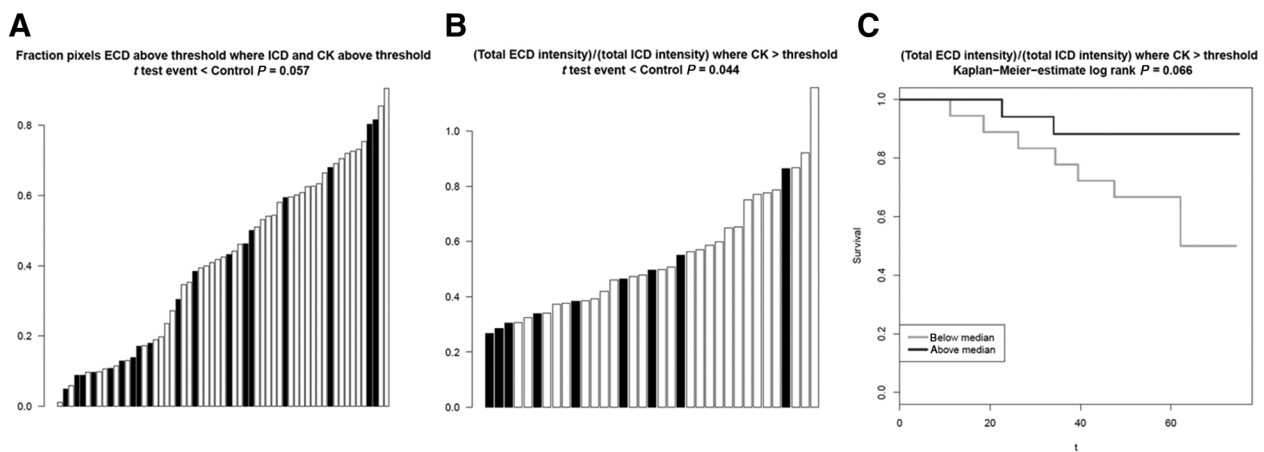 A
Fraction pixels ECD above threshold where ICD and CK above threshold
t test event < Control P = 0.057
0.8
0.6
0.4
0.2
0.0
B
(Total ECD intensity)/(total ICD intensity) where CK > threshold
t test event < Control P = 0.044
1.0
0.8
0.6
0.4
0.2
0.0
C
(Total ECD intensity)/(total ICD intensity) where CK > threshold
Kaplan–Meier–estimate log rank P = 0.066
1.0
0.8
0.6
0.4
0.2
0.0
Survival
Below median
Above median
0 20 40 60
t